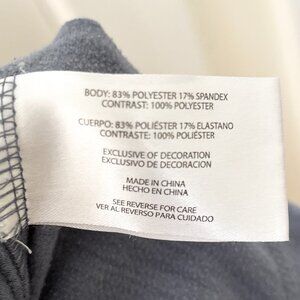 BODY: 83% POLYESTER 17% SPANDEX
CONTRAST: 100% POLYESTER
CUERPO: 83% POLIÉSTER 17% ELASTANO
CONTRASTE: 100% POLIÉSTER
EXCLUSIVE OF DECORATION
EXCLUSIVO DE DECORACION
MADE IN CHINA
HECHO EN CHINA
SEE REVERSE FOR CARE
VER AL REVERSO PARA CUIDADO